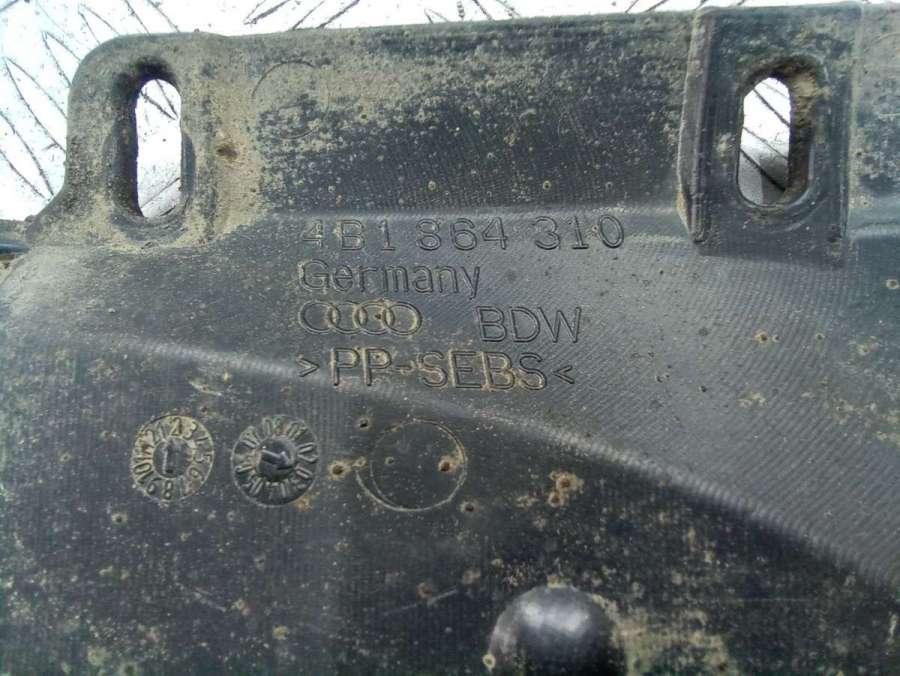 4B1 864 310
Germany
BDW
>PP-SEBS<